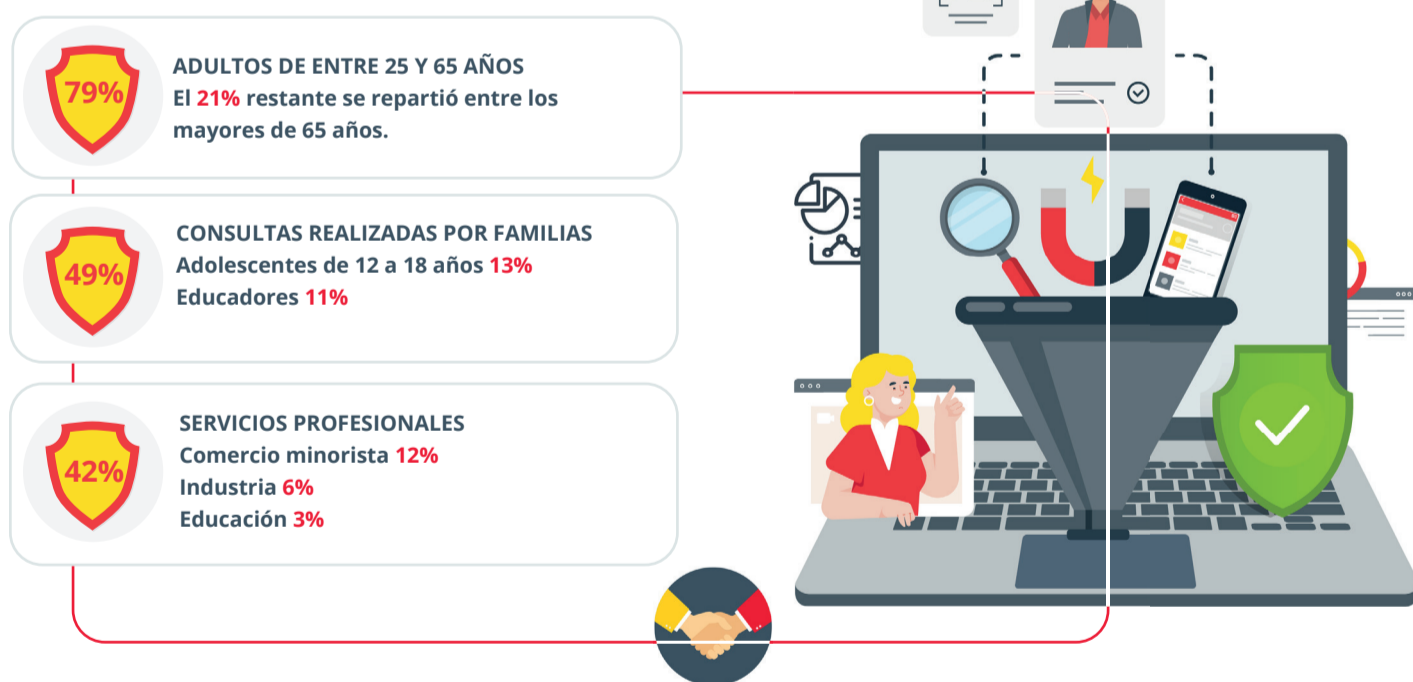 79%
ADULTOS DE ENTRE 25 Y 65 AÑOS
El 21% restante se repartió entre los
mayores de 65 años.
49%
CONSULTAS REALIZADAS POR FAMILIAS
Adolescentes de 12 a 18 años 13%
Educadores 11%
42%
SERVICIOS PROFESIONALES
Comercio minorista 12%
Industria 6%
Educación 3%